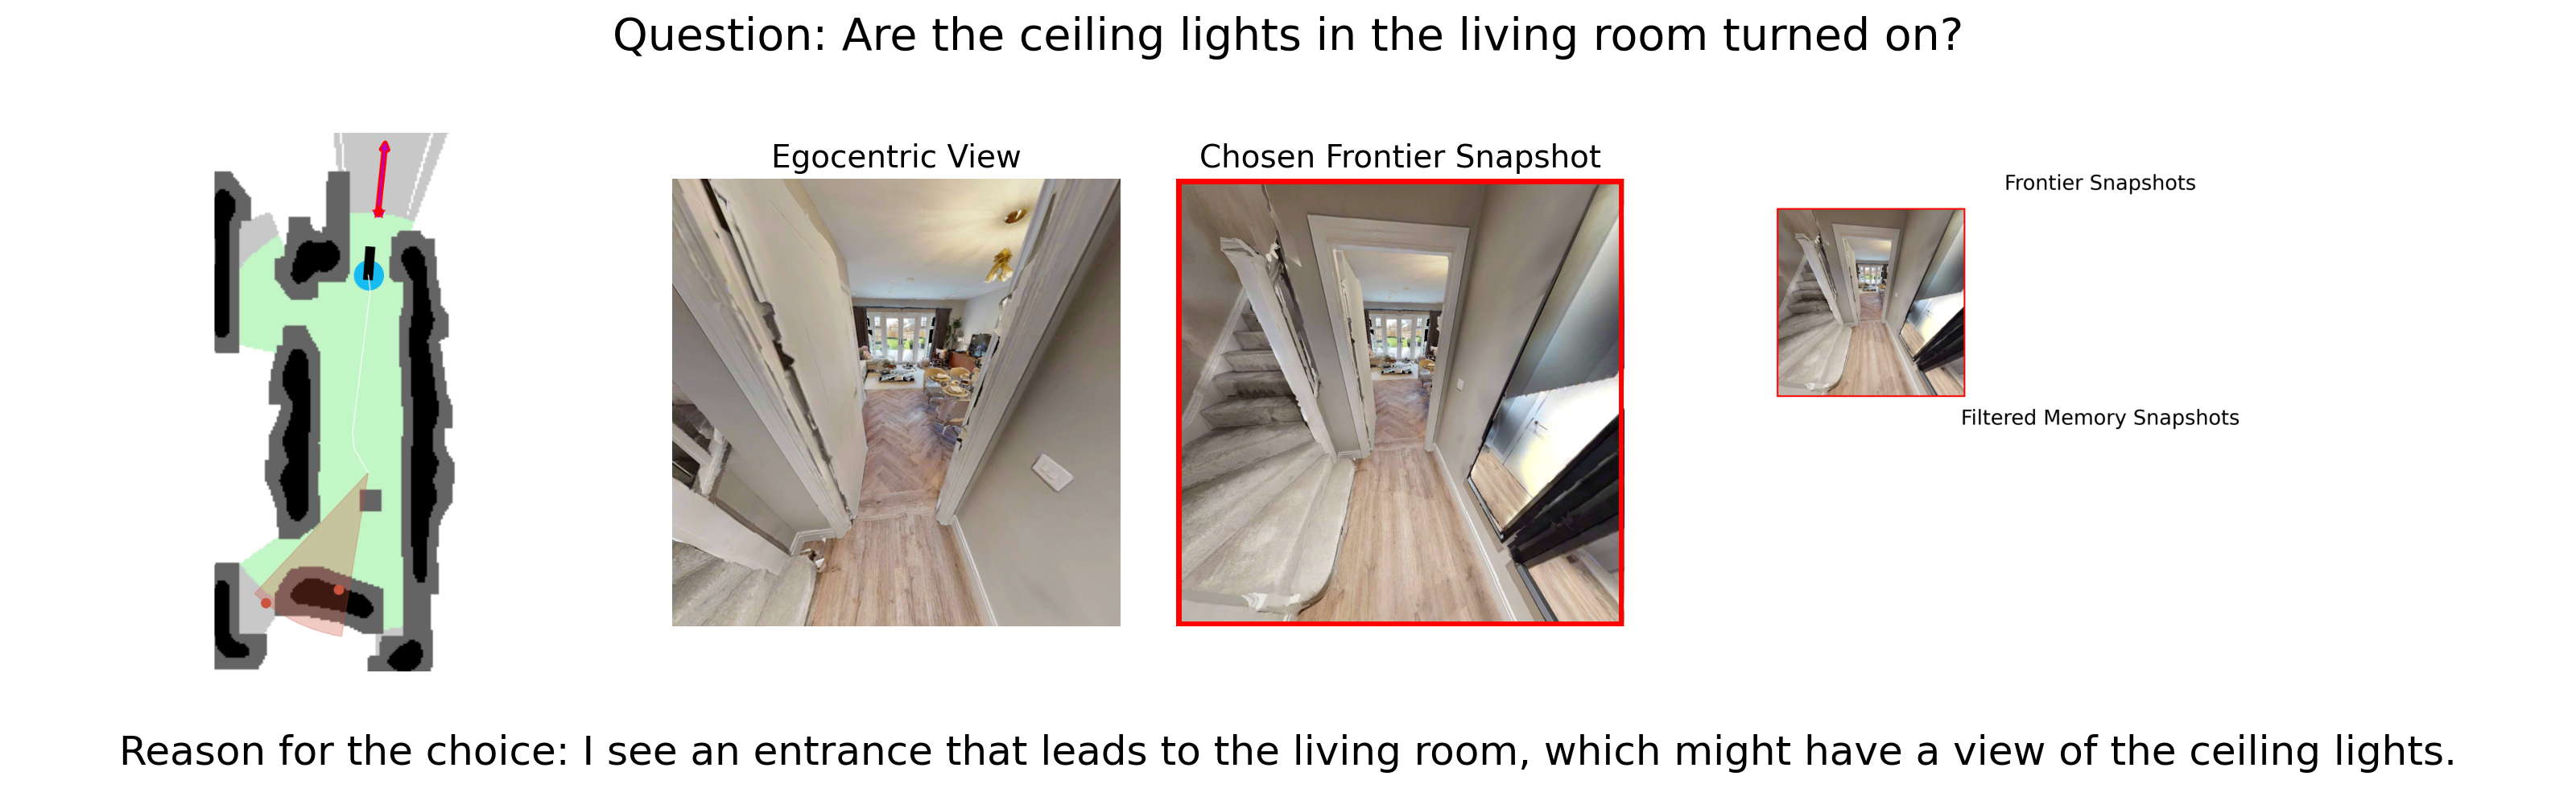 Question: Are the ceiling lights in the living room turned on?
Egocentric View
Chosen Frontier Snapshot
Frontier Snapshots
Filtered Memory Snapshots
Reason for the choice: I see an entrance that leads to the living room, which might have a view of the ceiling lights.